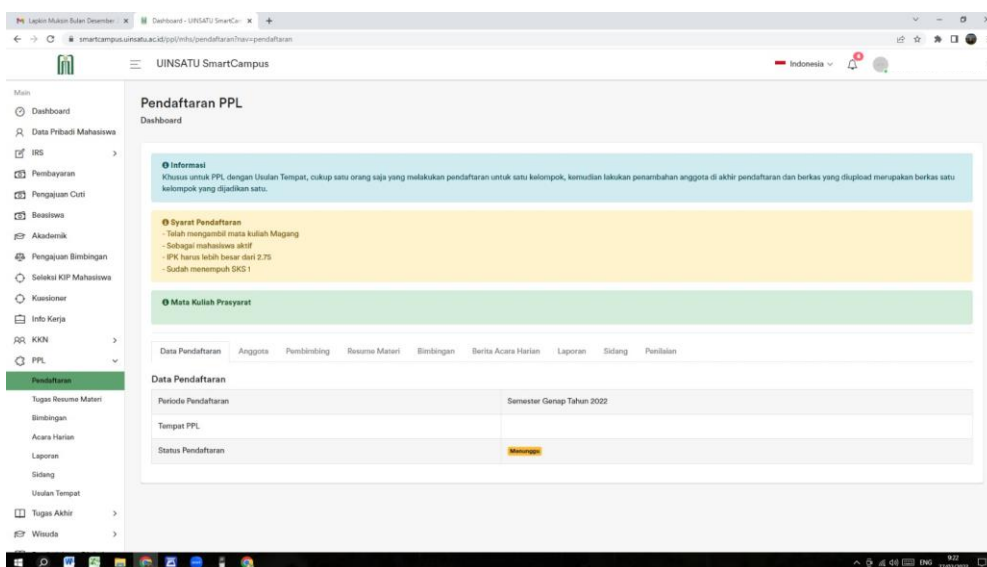 Lapkin Mukon Bulan Desember
Dashboard - UINSATU SmartCa
smartcampus.uinsatu.ac.id/ppl/mhs/pendaftaran?nav=pendaftaran
UINSATU SmartCampus
Indonesia
Main
Dashboard
Data Pribadi Mahasiswa
IRS
Pembayaran
Pengajuan Cuti
Beasiswa
Akademik
Pengajuan Bimbingan
Seleksi KIP Mahasiswa
Kuesioner
Info Kerja
KKN
PPL
Pendaftaran
Tugas Resume Materi
Bimbingan
Acara Harian
Laporan
Sidang
Usulan Tempat
Tugas Akhir
Wisuda
Pendaftaran PPL
Dashboard
Informasi
Khusus untuk PPL dengan Usulan Tempat, cukup satu orang saja yang melakukan pendaftaran untuk satu kelompok, kemudian lakukan penambahan anggota di akhir pendaftaran dan berkas yang diupload merupakan berkas satu
kelompok yang dijadikan satu.
Syarat Pendaftaran
- Telah mengambil mata kuliah Magang
- Sebagai mahasiswa aktif
- IPK harus lebih besar dari 2.75
- Sudah menempuh SKS !
Mata Kuliah Prasyarat
Data Pendaftaran Anggota Pembimbing Resume Materi Bimbingan Berita Acara Harian Laporan Sidang Penilaian
Data Pendaftaran
Periode Pendaftaran Semester Genap Tahun 2022
Tempat PPL
Status Pendaftaran Menunggu
ENG
9:22